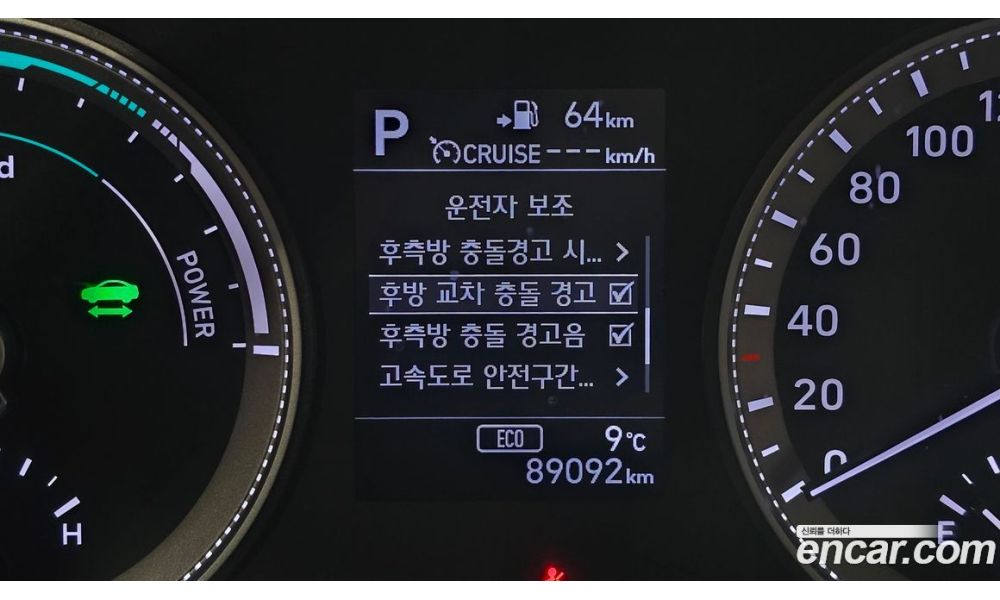 P
64km
CRUISE---km/h
운전자 보조
후측방 충돌경고 시...
후방 교차 충돌 경고
후측방 충돌 경고음
고속도로 안전구간...
ECO
9°C
89092km
POWER
H
100
80
60
40
20
0
F
신뢰를 더하다
encar.com